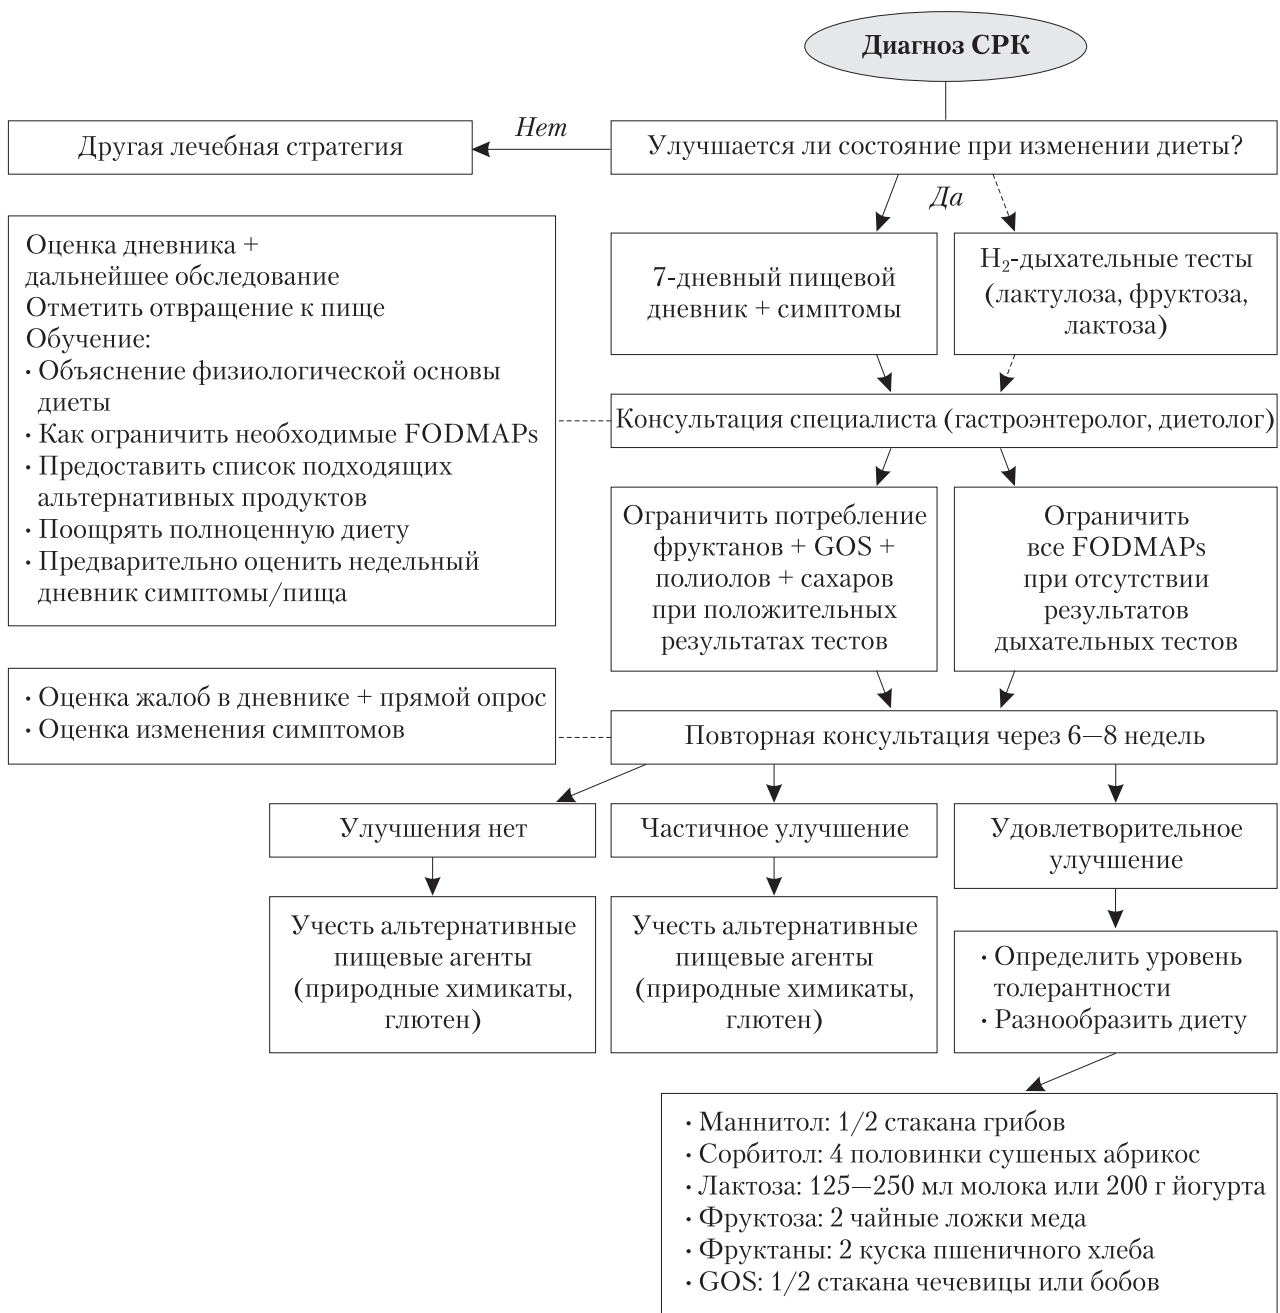 Диагноз СРК
Другая лечебная стратегия
Нет
Улучшается ли состояние при изменении диеты?
Да
Оценка дневника +
дальнейшее обследование
Отметить отвращение к пище
Обучение:
· Объяснение физиологической основы
диеты
· Как ограничить необходимые FODMAPs
· Предоставить список подходящих
альтернативных продуктов
· Поощрять полноценную диету
· Предварительно оценить недельный
дневник симптомы/пища
7-дневный пищевой
дневник + симптомы
H₂-дыхательные тесты
(лактулоза, фруктоза,
лактоза)
Консультация специалиста (гастроэнтеролог, диетолог)
Ограничить потребление
фруктанов + GOS +
полиолов + сахаров
при положительных
результатах тестов
Ограничить
все FODMAPs
при отсутствии
результатов
дыхательных тестов
· Оценка жалоб в дневнике + прямой опрос
· Оценка изменения симптомов
Повторная консультация через 6—8 недель
Улучшения нет
Частичное улучшение
Удовлетворительное
улучшение
Учесть альтернативные
пищевые агенты
(природные химикаты,
глютен)
Учесть альтернативные
пищевые агенты
(природные химикаты,
глютен)
· Определить уровень
толерантности
· Разнообразить диету
· Маннитол: 1/2 стакана грибов
· Сорбитол: 4 половинки сушеных абрикос
· Лактоза: 125—250 мл молока или 200 г йогурта
· Фруктоза: 2 чайные ложки меда
· Фруктаны: 2 куска пшеничного хлеба
· GOS: 1/2 стакана чечевицы или бобов